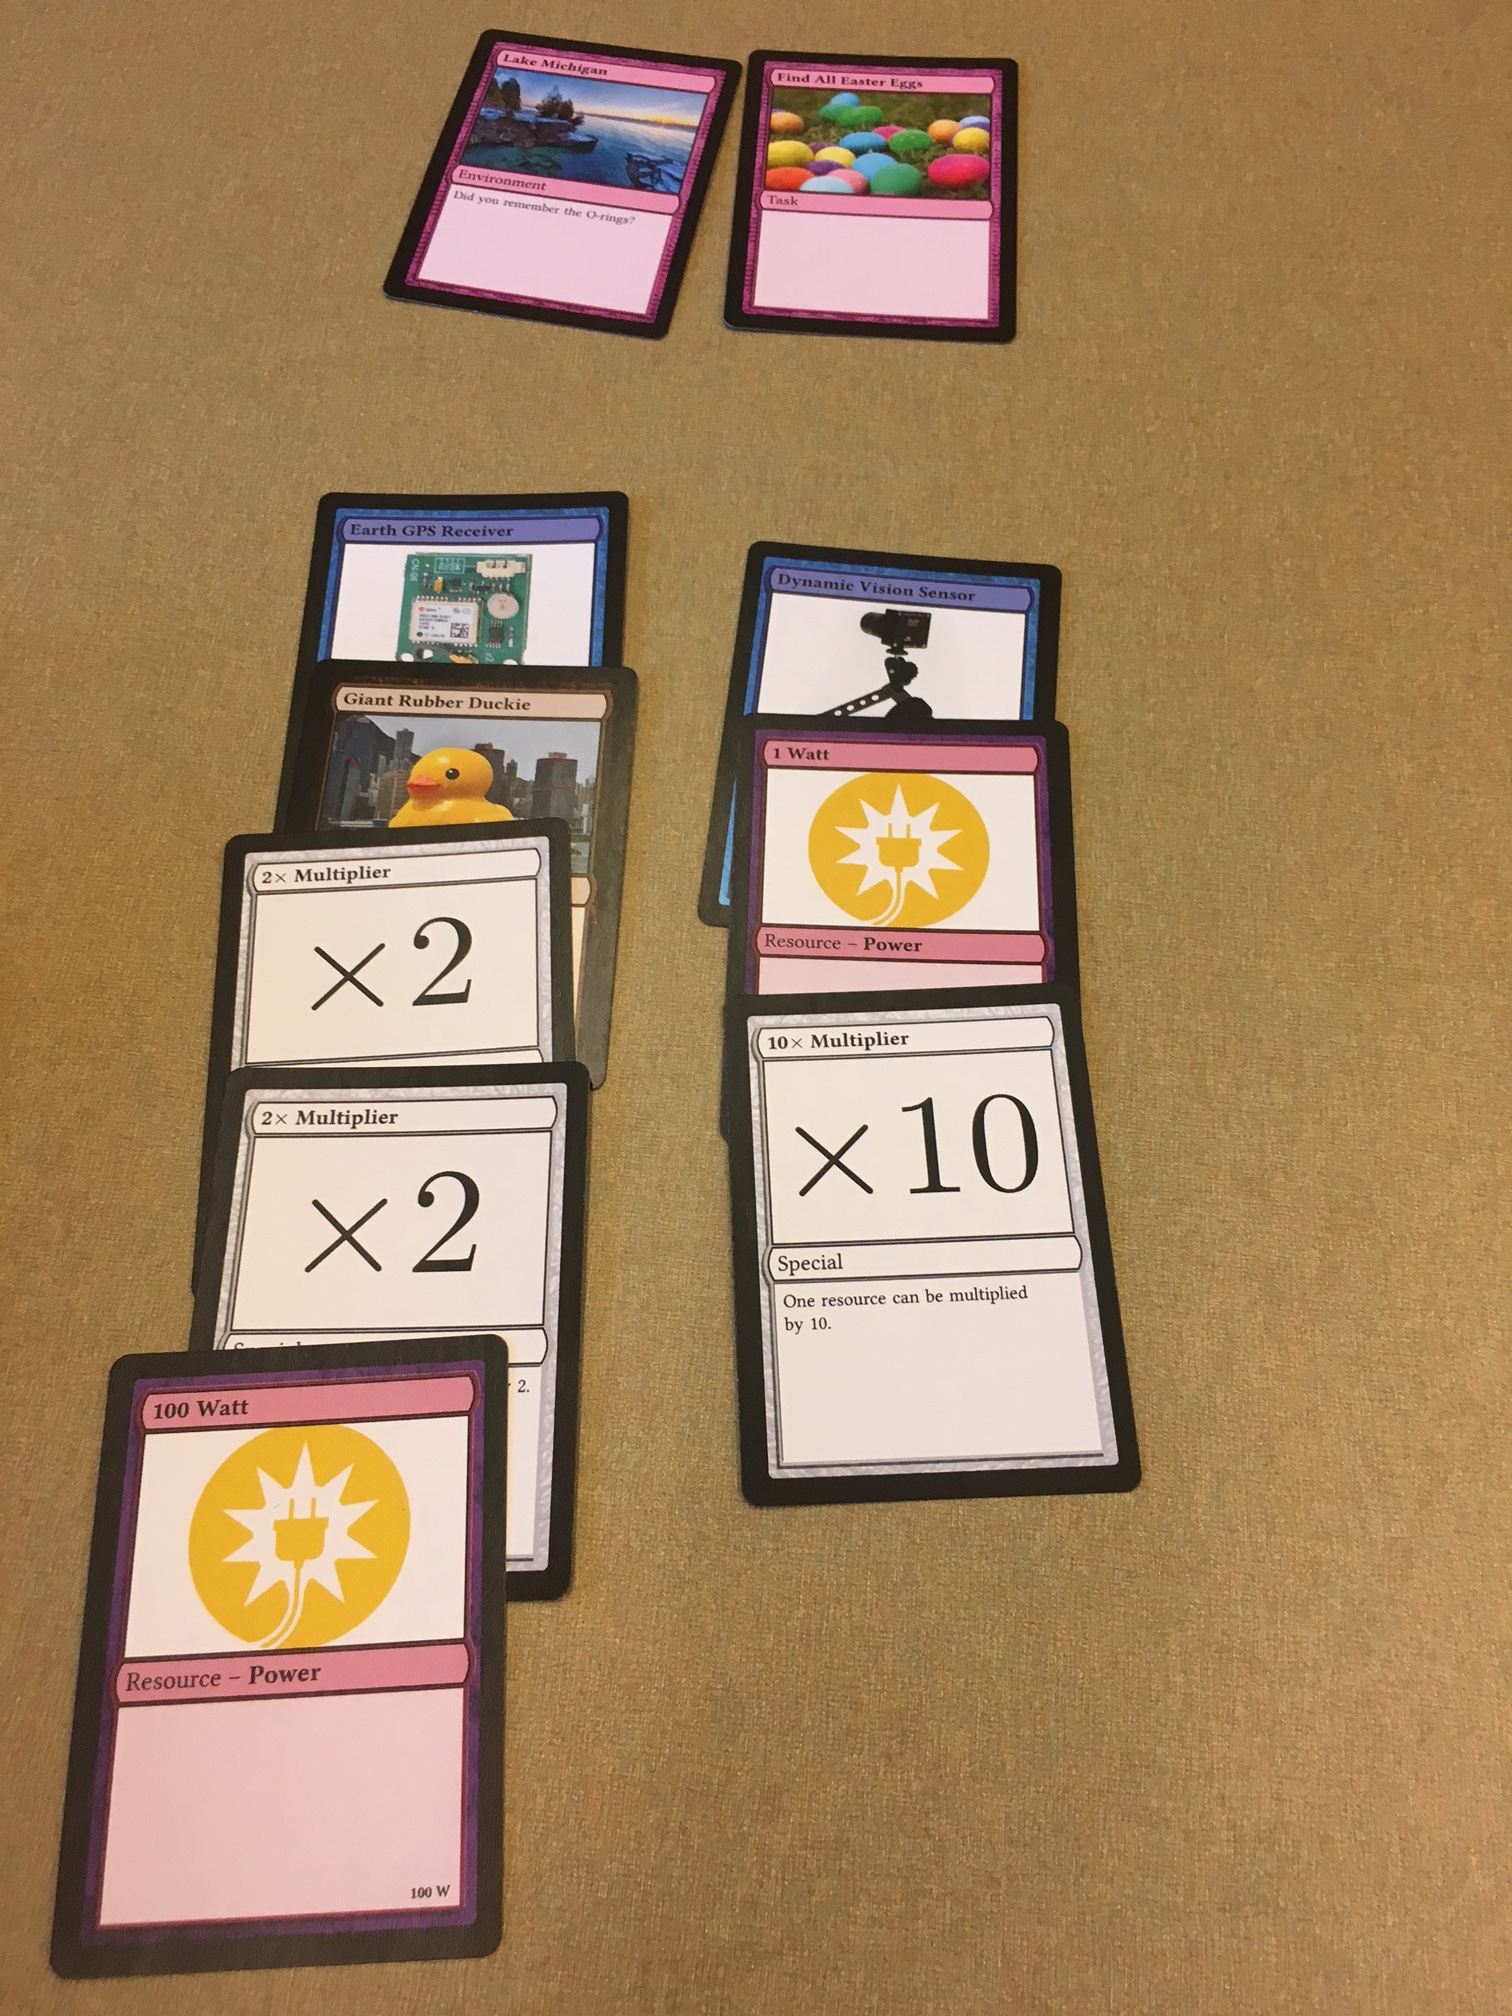 Lake Michigan
Environment
Did you remember the O-rings?
Find All Easter Eggs
Task
Earth GPS Receiver
Giant Rubber Duckie
2× Multiplier
×2
2× Multiplier
×2
2.
100 Watt
Resource – Power
100 W
Dynamic Vision Sensor
1 Watt
Resource – Power
10× Multiplier
×10
Special
One resource can be multiplied
by 10.